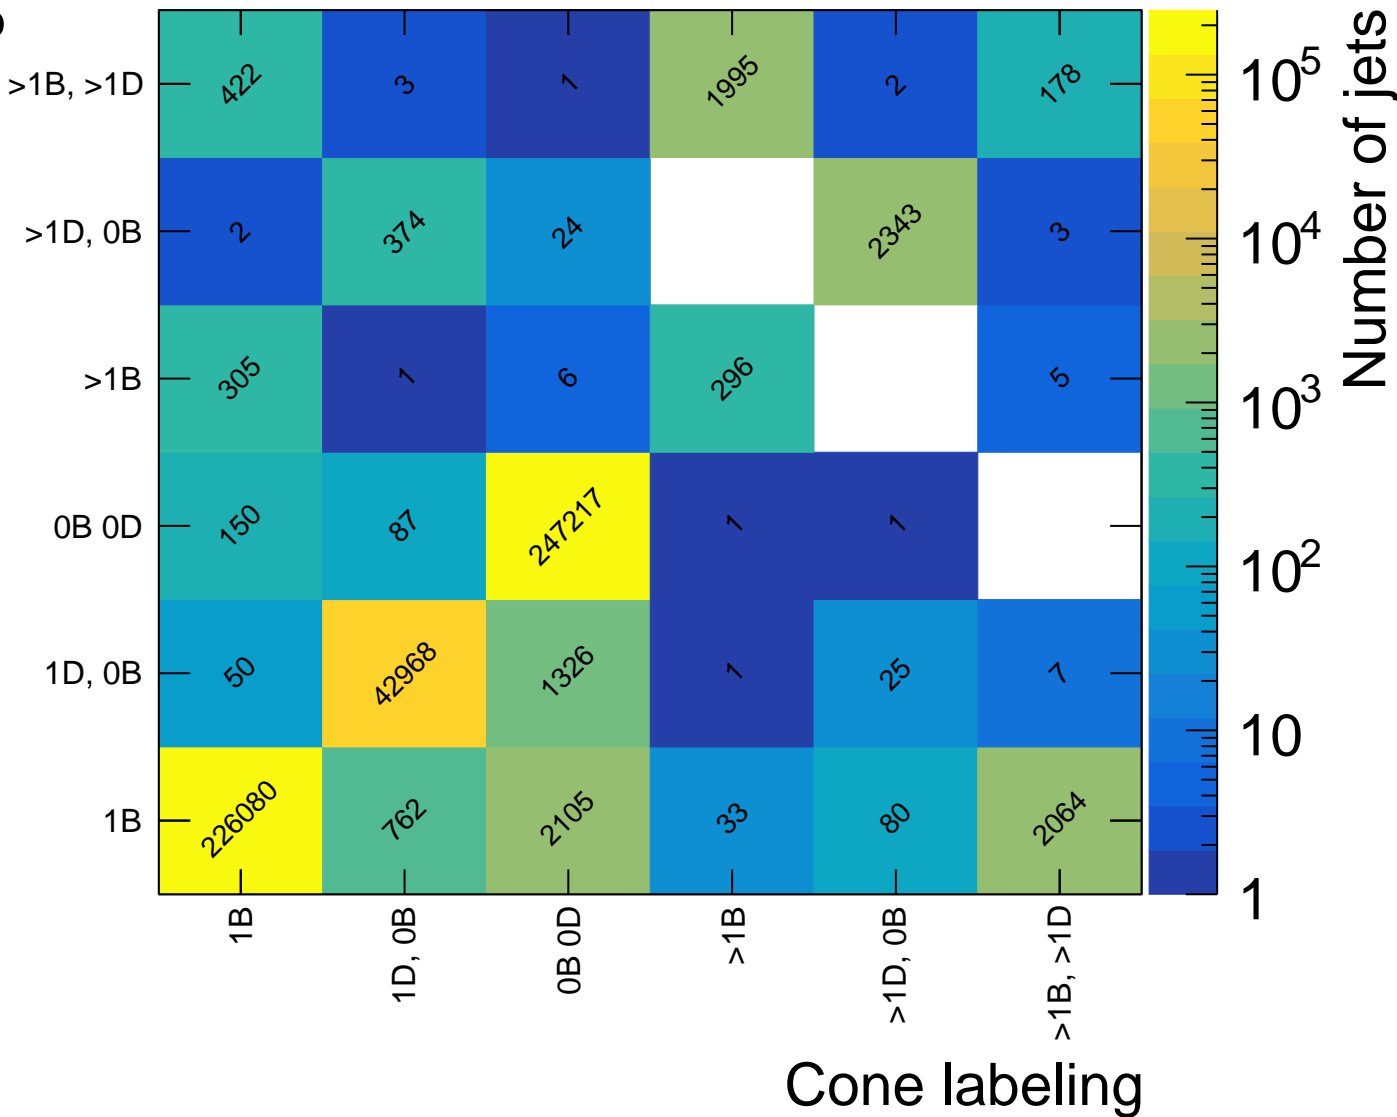 >1B, >1D 422 3 1 1995 2 178
>1D, 0B 2 374 24 2343 3
>1B 305 1 6 296 5
0B 0D 150 87 247217 1 1
1D, 0B 50 42968 1326 1 25 7
1B 226080 762 2105 33 80 2064
1B 1D, 0B 0B 0D >1B >1D, 0B >1B, >1D
Cone labeling
10^5
10^4
10^3
10^2
10
1
Number of jets